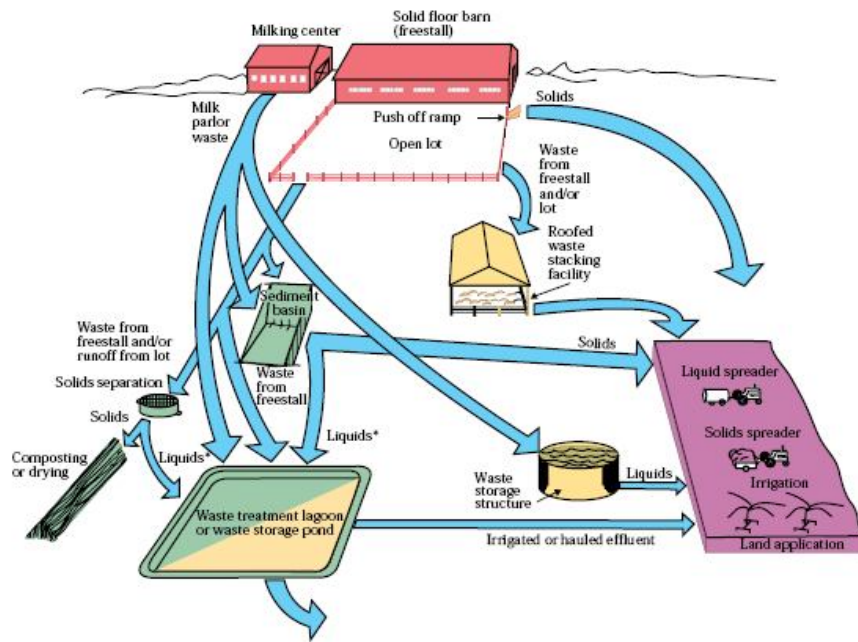 Milking center
Solid floor barn
(freestall)
Solids
Milk
parlor
waste
Push off ramp
Open lot
Waste
from
freestall
and/or
lot
Roofed
waste
stacking
facility
Sediment
basin
Waste from
freestall and/or
runoff from lot
Solids separation
Solids
Waste
from
freestall
Solids
Liquid spreader
Solids spreader
Irrigation
Land application
Composting
or drying
Liquids*
Liquids*
Waste
storage
structure
Liquids
Waste treatment lagoon
or waste storage pond
Irrigated or hauled effluent